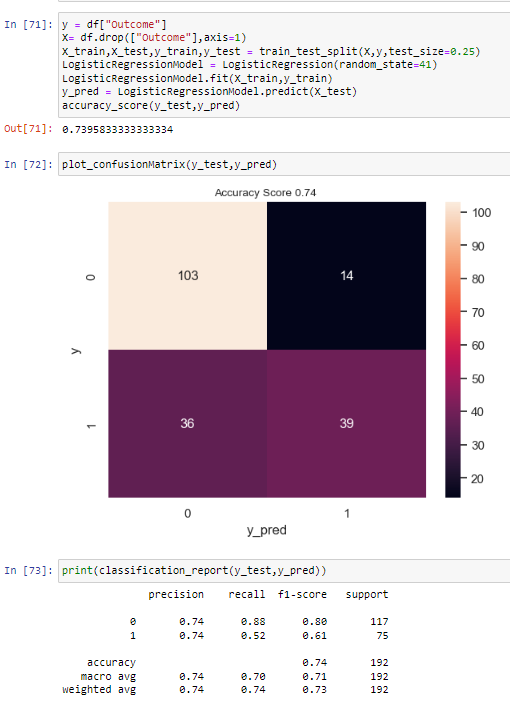 In [71]: y = df["Outcome"]
X= df.drop(["Outcome"],axis=1)
X_train,X_test,y_train,y_test = train_test_split(X,y,test_size=0.25)
LogisticRegressionModel = LogisticRegression(random_state=41)
LogisticRegressionModel.fit(X_train,y_train)
y_pred = LogisticRegressionModel.predict(X_test)
accuracy_score(y_test,y_pred)
Out[71]: 0.7395833333333334
In [72]: plot_confusionMatrix(y_test,y_pred)
Accuracy Score 0.74
100
90
80
70
60
50
40
30
20
0 103 14
y
1 36 39
0 1
y_pred
In [73]: print(classification_report(y_test,y_pred))
precision recall f1-score support
0 0.74 0.88 0.80 117
1 0.74 0.52 0.61 75
accuracy 0.74 192
macro avg 0.74 0.70 0.71 192
weighted avg 0.74 0.74 0.73 192